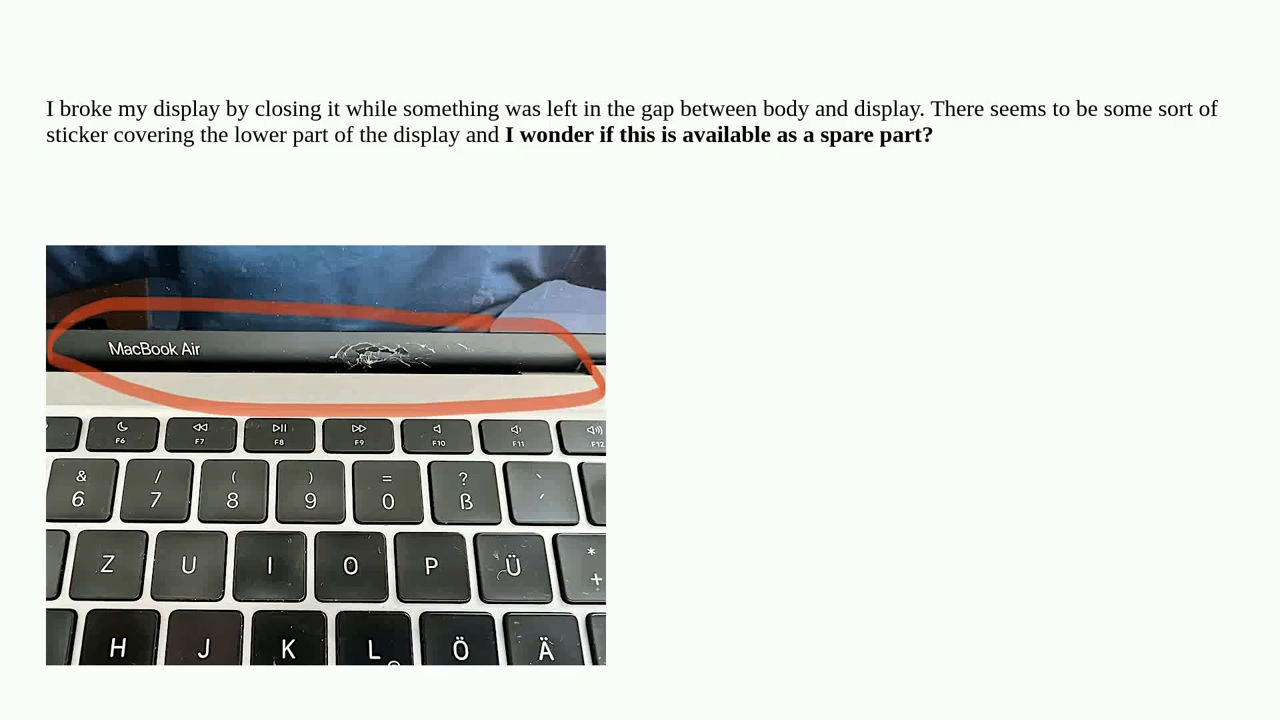 I broke my display by closing it while something was left in the gap between body and display. There seems to be some sort of
sticker covering the lower part of the display and I wonder if this is available as a spare part?
MacBook Air
F6 F7 F8 F9 F10 F11 F12
& / ( ) = ? `
6 7 8 9 0 ß ´
Z U I O P Ü * +
H J K L Ö Ä